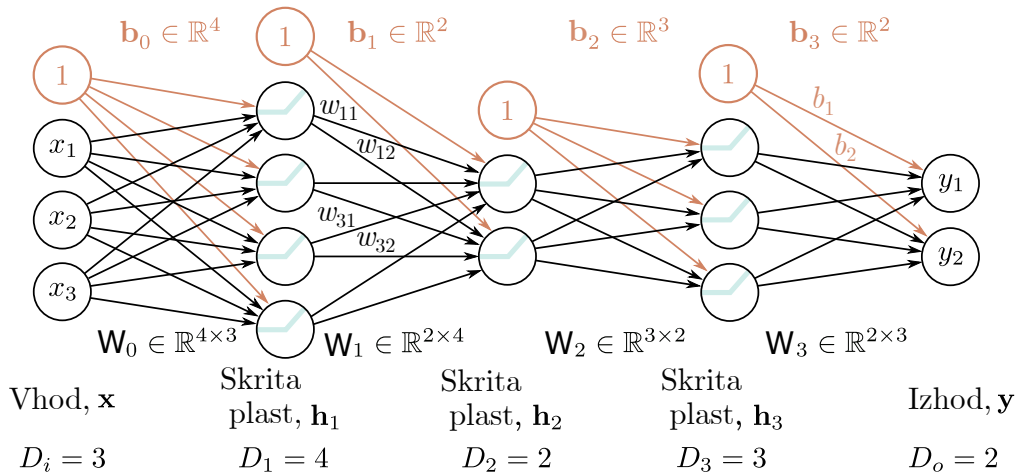 b₀ ∈ ℝ⁴ b₁ ∈ ℝ² b₂ ∈ ℝ³ b₃ ∈ ℝ²
1 1 1 1
x₁ x₂ x₃
w₁₁
w₁₂
w₃₁
w₃₂
b₁
b₂
y₁
y₂
W₀ ∈ ℝ⁴ˣ³ W₁ ∈ ℝ²ˣ⁴ W₂ ∈ ℝ³ˣ² W₃ ∈ ℝ²ˣ³
Vhod, x
Skrita
plast, h₁
Skrita
plast, h₂
Skrita
plast, h₃
Izhod, y
Dᵢ = 3 D₁ = 4 D₂ = 2 D₃ = 3 Dₒ = 2